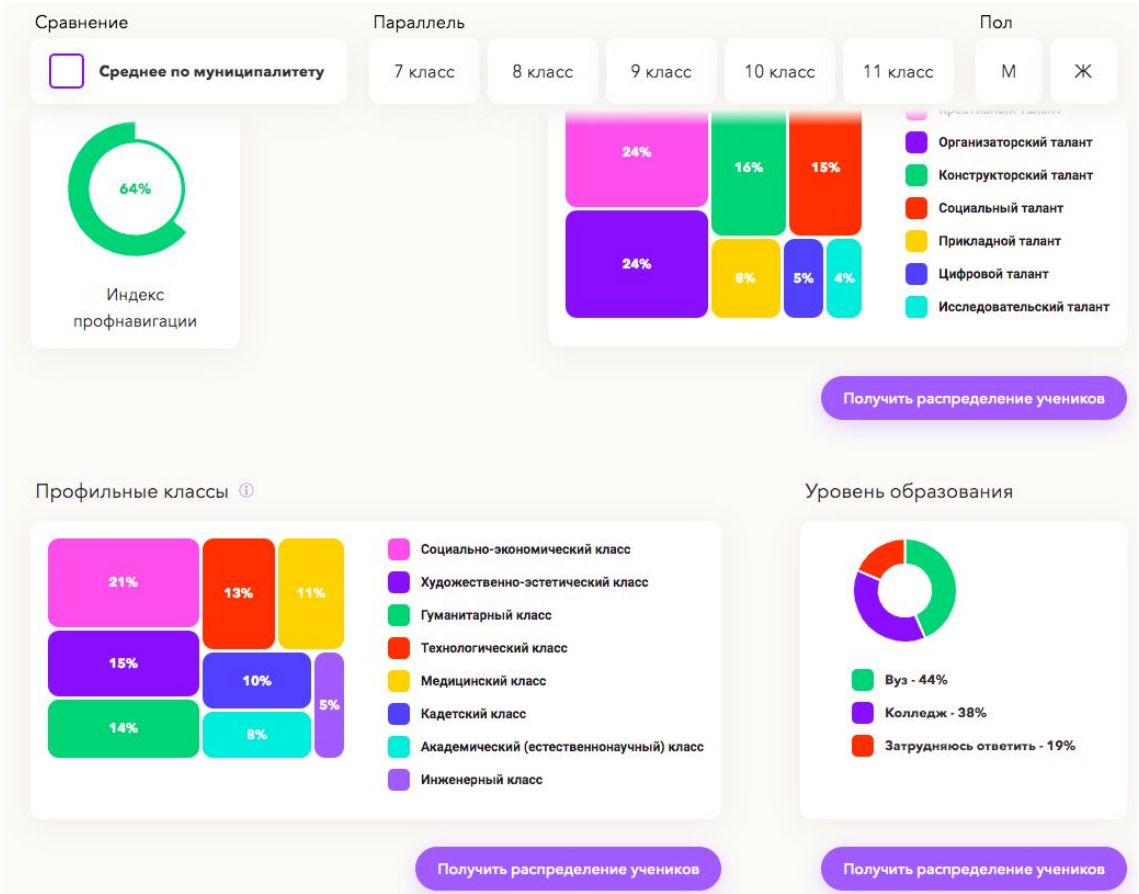 Сравнение
Параллель
Пол
Среднее по муниципалитету
7 класс
8 класс
9 класс
10 класс
11 класс
М
Ж
64%
Индекс
профнавигации
24%
16%
15%
24%
8%
5%
4%
Креативный талант
Организаторский талант
Конструкторский талант
Социальный талант
Прикладной талант
Цифровой талант
Исследовательский талант
Получить распределение учеников
Профильные классы
21%
13%
11%
15%
10%
5%
14%
8%
Социально-экономический класс
Художественно-эстетический класс
Гуманитарный класс
Технологический класс
Медицинский класс
Кадетский класс
Академический (естественнонаучный) класс
Инженерный класс
Получить распределение учеников
Уровень образования
Вуз - 44%
Колледж - 38%
Затрудняюсь ответить - 19%
Получить распределение учеников